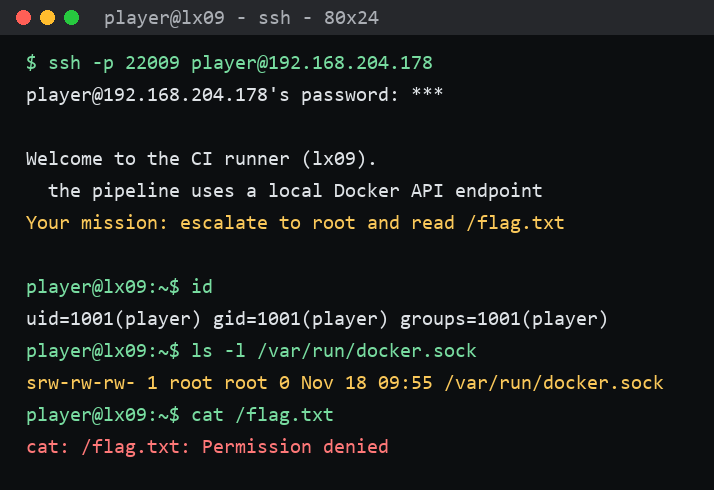 player@lx09 - ssh - 80x24
$ ssh -p 22009 player@192.168.204.178
player@192.168.204.178's password: ***
Welcome to the CI runner (lx09).
the pipeline uses a local Docker API endpoint
Your mission: escalate to root and read /flag.txt
player@lx09:~$ id
uid=1001(player) gid=1001(player) groups=1001(player)
player@lx09:~$ ls -l /var/run/docker.sock
srw-rw-rw- 1 root root 0 Nov 18 09:55 /var/run/docker.sock
player@lx09:~$ cat /flag.txt
cat: /flag.txt: Permission denied